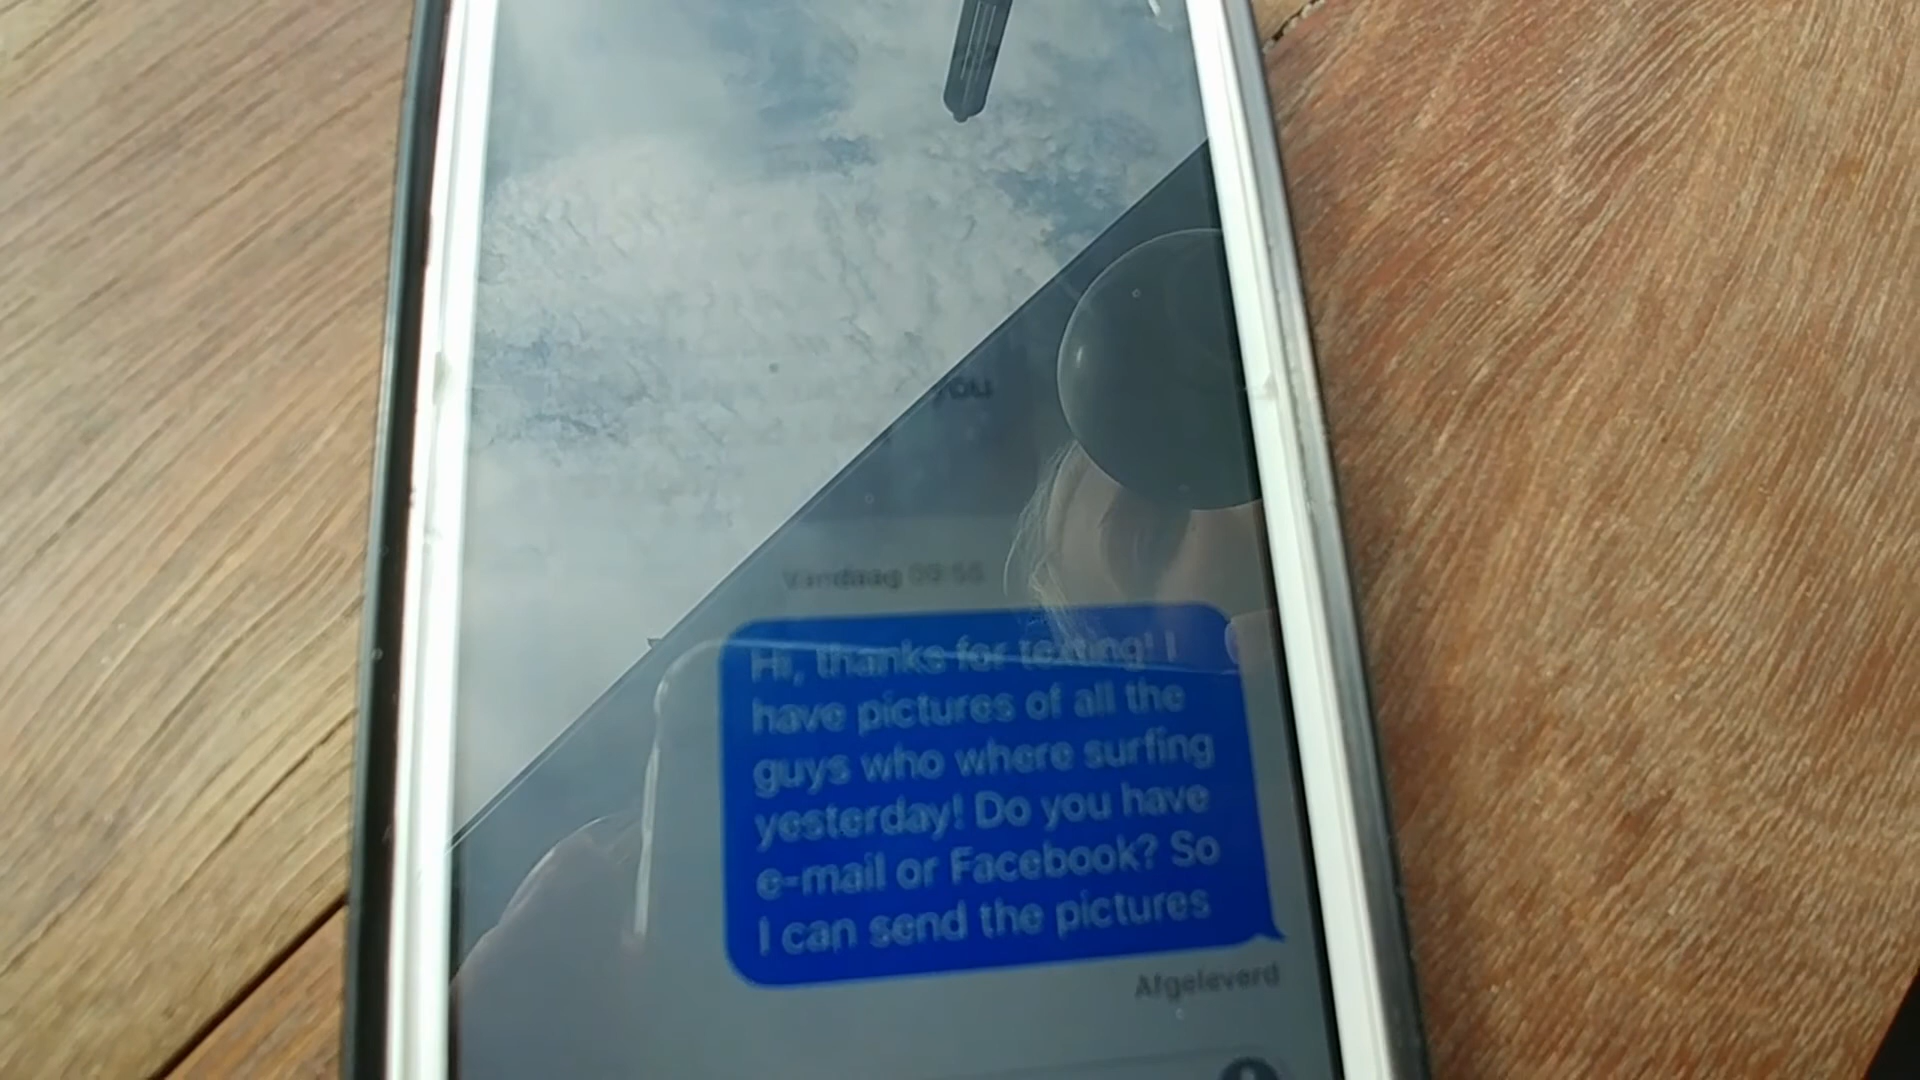 Vandaag
Hi, thanks for texting! I
have pictures of all the
guys who where surfing
yesterday! Do you have
e-mail or Facebook? So
I can send the pictures
Afgeleverd